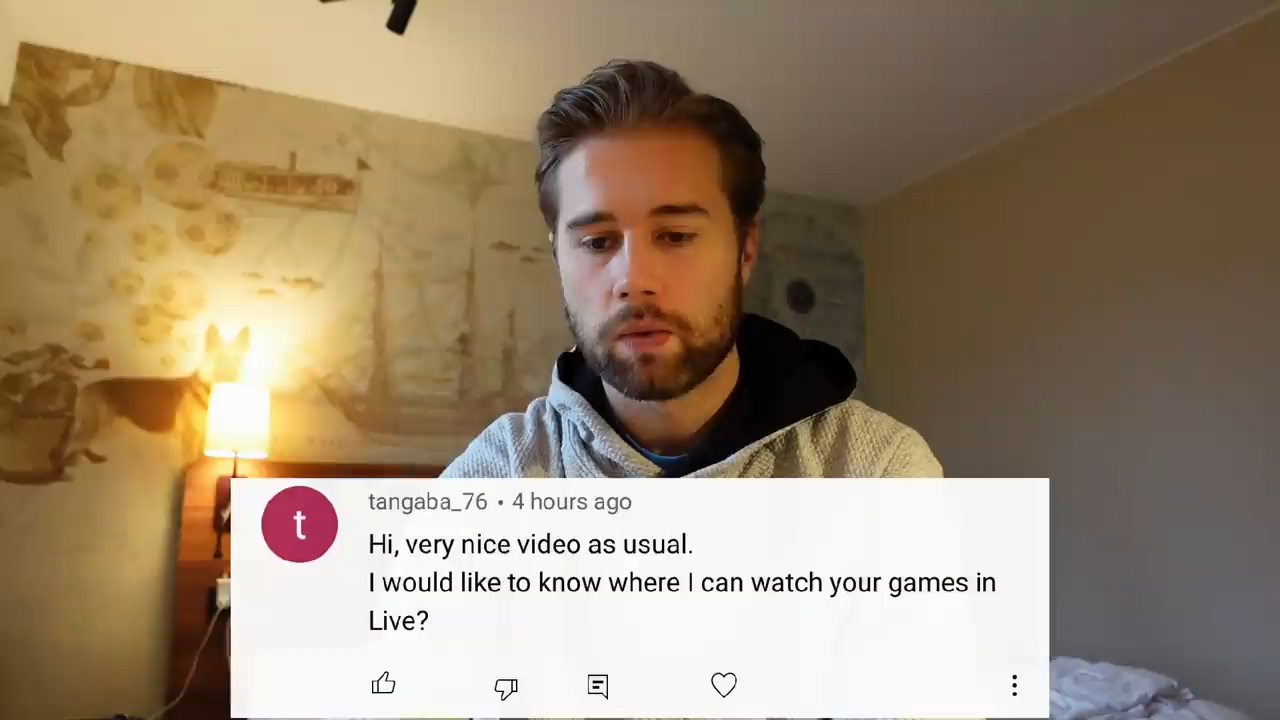 tangaba_76 • 4 hours ago
t
Hi, very nice video as usual.
I would like to know where I can watch your games in
Live?